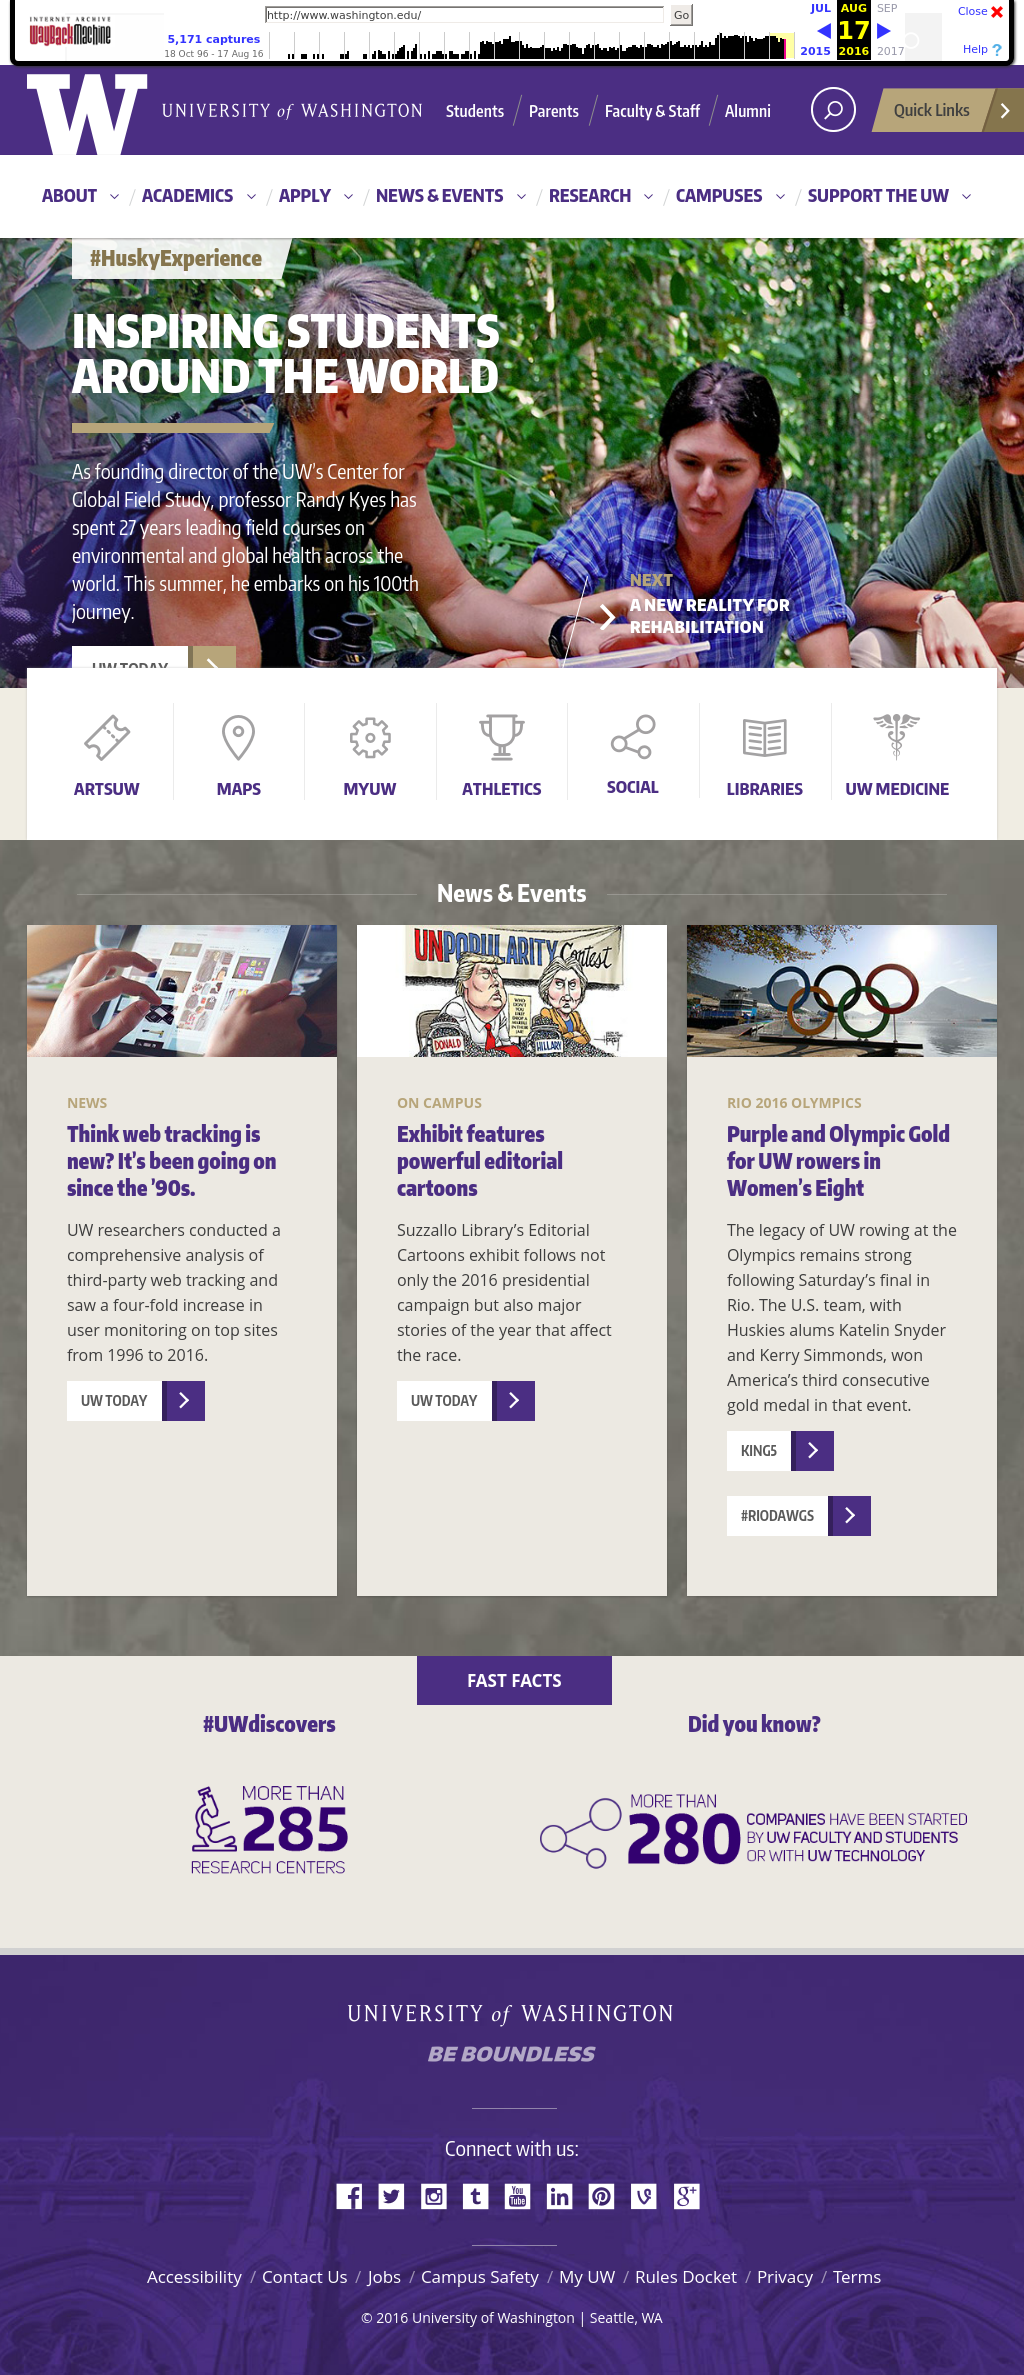 INTERNET ARCHIVE
WayBackMachine
http://www.washington.edu/
Go
5,171 captures
18 Oct 96 - 17 Aug 16
JUL AUG SEP
17
2015 2016 2017
Close
Help ?
W
UNIVERSITY of WASHINGTON
Students / Parents / Faculty & Staff / Alumni
Quick Links
ABOUT / ACADEMICS / APPLY / NEWS & EVENTS / RESEARCH / CAMPUSES / SUPPORT THE UW
#HuskyExperience
INSPIRING STUDENTS
AROUND THE WORLD
As founding director of the UW's Center for
Global Field Study, professor Randy Kyes has
spent 27 years leading field courses on
environmental and global health across the
world. This summer, he embarks on his 100th
journey.
UW TODAY
NEXT
A NEW REALITY FOR
REHABILITATION
ARTSUW
MAPS
MYUW
ATHLETICS
SOCIAL
LIBRARIES
UW MEDICINE
News & Events
NEWS
Think web tracking is
new? It’s been going on
since the ’90s.
UW researchers conducted a
comprehensive analysis of
third-party web tracking and
saw a four-fold increase in
user monitoring on top sites
from 1996 to 2016.
UW TODAY
UNPOPULARITY Contest
DONALD
HILLARY
ON CAMPUS
Exhibit features
powerful editorial
cartoons
Suzzallo Library’s Editorial
Cartoons exhibit follows not
only the 2016 presidential
campaign but also major
stories of the year that affect
the race.
UW TODAY
RIO 2016 OLYMPICS
Purple and Olympic Gold
for UW rowers in
Women’s Eight
The legacy of UW rowing at the
Olympics remains strong
following Saturday’s final in
Rio. The U.S. team, with
Huskies alums Katelin Snyder
and Kerry Simmonds, won
America’s third consecutive
gold medal in that event.
KING5
#RIODAWGS
FAST FACTS
#UWdiscovers
MORE THAN
285
RESEARCH CENTERS
Did you know?
MORE THAN
280
COMPANIES HAVE BEEN STARTED
BY UW FACULTY AND STUDENTS
OR WITH UW TECHNOLOGY
UNIVERSITY of WASHINGTON
BE BOUNDLESS
Connect with us:
f
t
You
Tube
in
g+
Accessibility / Contact Us / Jobs / Campus Safety / My UW / Rules Docket / Privacy / Terms
© 2016 University of Washington | Seattle, WA